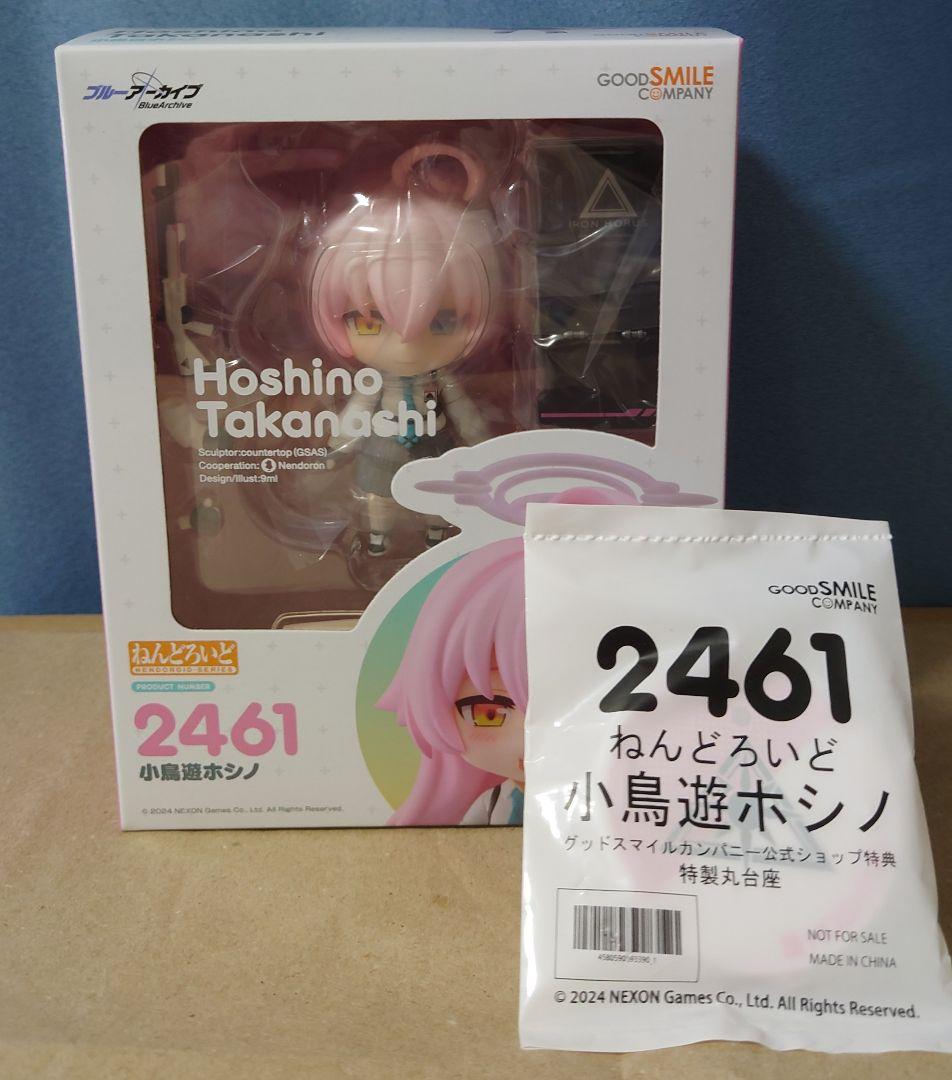 Hoshino
Takanashi
ブルーアーカイブ
BlueArchive
GOOD SMILE
COMPANY
IRON HORUS
Hoshino
Takanashi
Sculptor:countertop (GSAS)
Cooperation: Nendoron
Design/Illust:9ml
ねんどろいど
NENDOROID SERIES
PRODUCT NUMBER
2461
小鳥遊ホシノ
©2024 NEXON Games Co., Ltd. All Rights Reserved.
GOOD SMILE
COMPANY
2461
ねんどろいど
小鳥遊ホシノ
グッドスマイルカンパニー公式ショップ特典
特製丸台座
NOT FOR SALE
MADE IN CHINA
© 2024 NEXON Games Co., Ltd. All Rights Reserved.